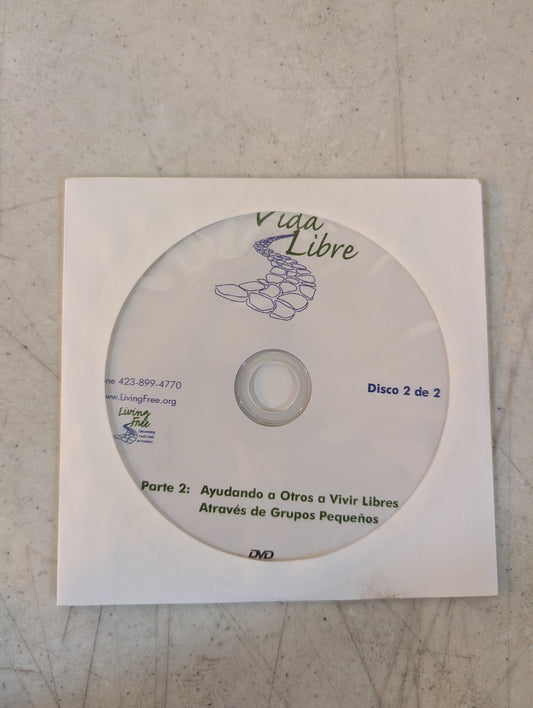 Vida
Libre
ne 423-899-4770
ww.LivingFree.org
Disco 2 de 2
Living
Free
Parte 2: Ayudando a Otros a Vivir Libres
Através de Grupos Pequeños
DVD